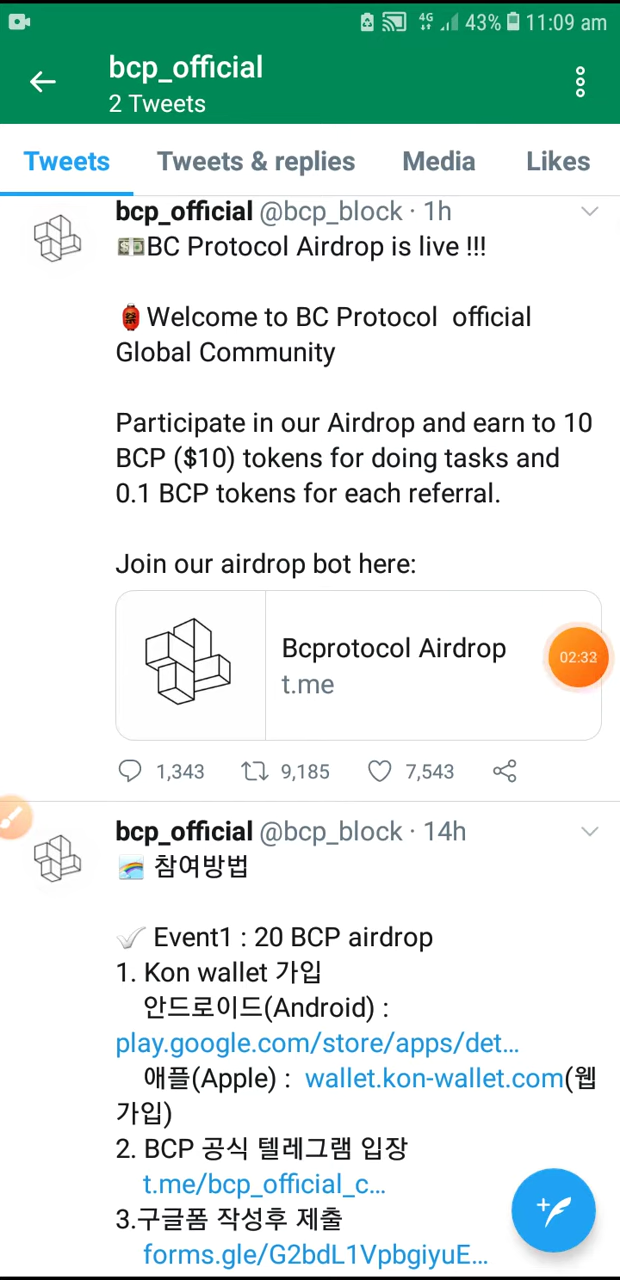 4G 43% 11:09 am
bcp_official
2 Tweets
Tweets Tweets & replies Media Likes
bcp_official @bcp_block · 1h
💵BC Protocol Airdrop is live !!!
🏮Welcome to BC Protocol official
Global Community
Participate in our Airdrop and earn to 10
BCP ($10) tokens for doing tasks and
0.1 BCP tokens for each referral.
Join our airdrop bot here:
Bcprotocol Airdrop
t.me
02:33
1,343 9,185 7,543
bcp_official @bcp_block · 14h
🌈 참여방법
✔ Event1 : 20 BCP airdrop
1. Kon wallet 가입
안드로이드(Android) :
play.google.com/store/apps/det...
애플(Apple) : wallet.kon-wallet.com(웹
가입)
2. BCP 공식 텔레그램 입장
t.me/bcp_official_c...
3.구글폼 작성후 제출
forms.gle/G2bdL1VpbgiyuE...